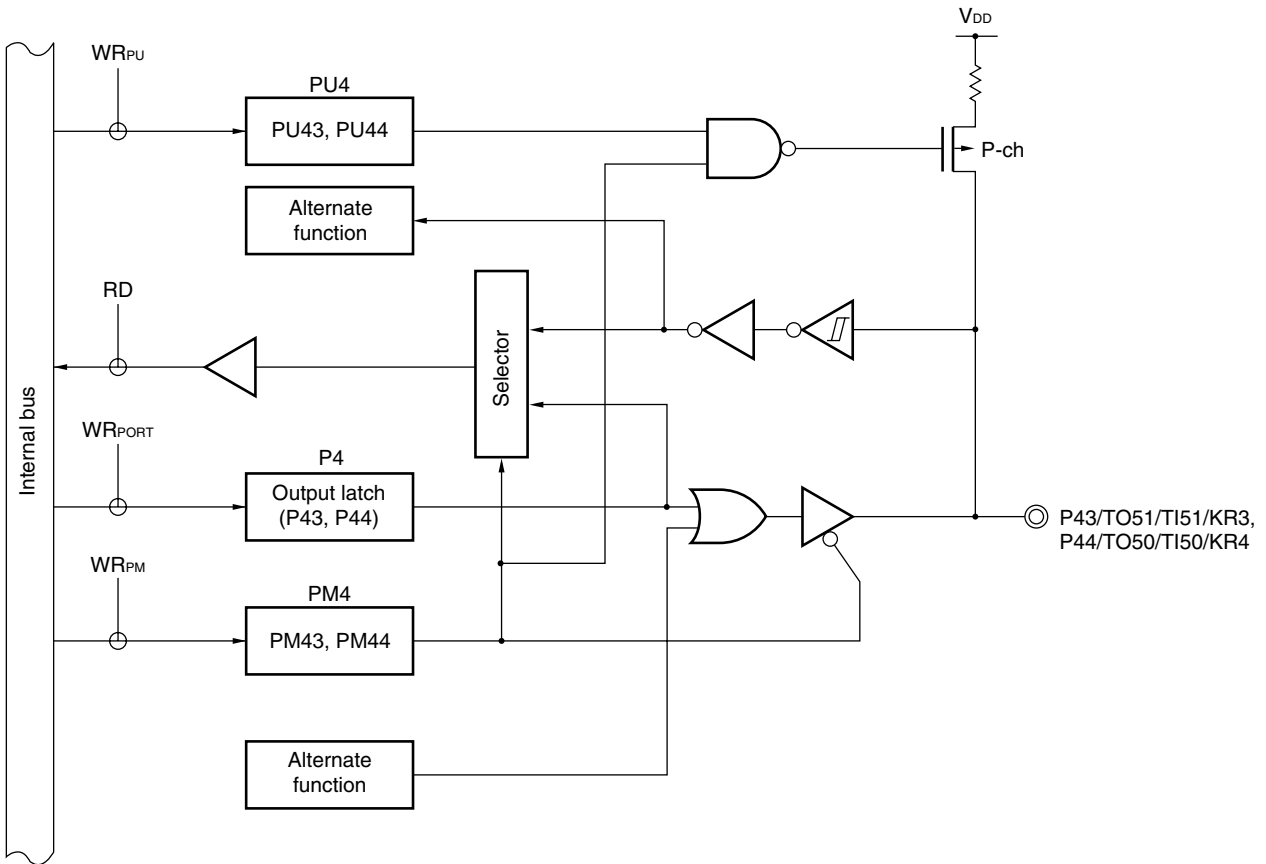 VDD
WRPU
PU4
PU43, PU44
P-ch
Alternate
function
RD
Selector
Internal bus
WRPORT
P4
Output latch
(P43, P44)
P43/TO51/TI51/KR3,
P44/TO50/TI50/KR4
WRPM
PM4
PM43, PM44
Alternate
function